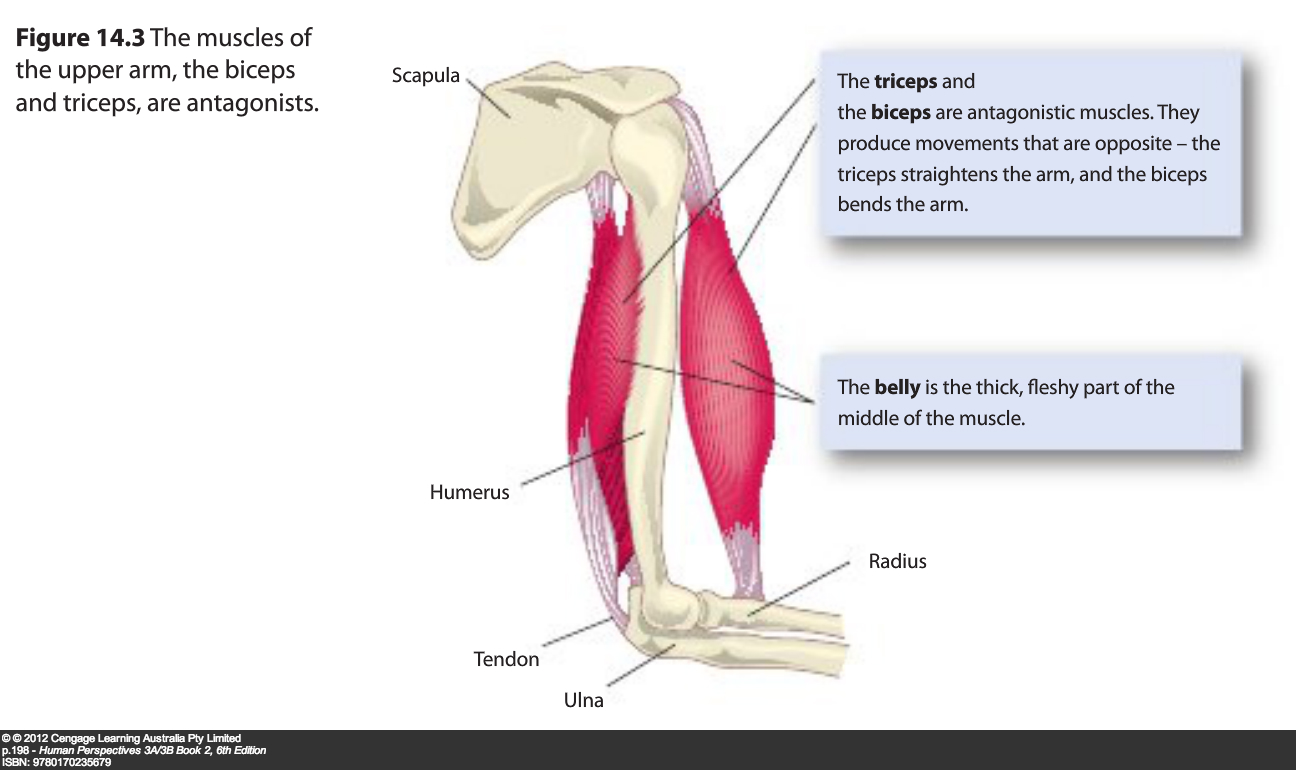 Figure 14.3 The muscles of
the upper arm, the biceps
and triceps, are antagonists.
Scapula
The triceps and
the biceps are antagonistic muscles. They
produce movements that are opposite – the
triceps straightens the arm, and the biceps
bends the arm.
The belly is the thick, fleshy part of the
middle of the muscle.
Humerus
Radius
Tendon
Ulna
© © 2012 Cengage Learning Australia Pty Limited
p.198 - Human Perspectives 3A/3B Book 2, 6th Edition
ISBN: 9780170235679